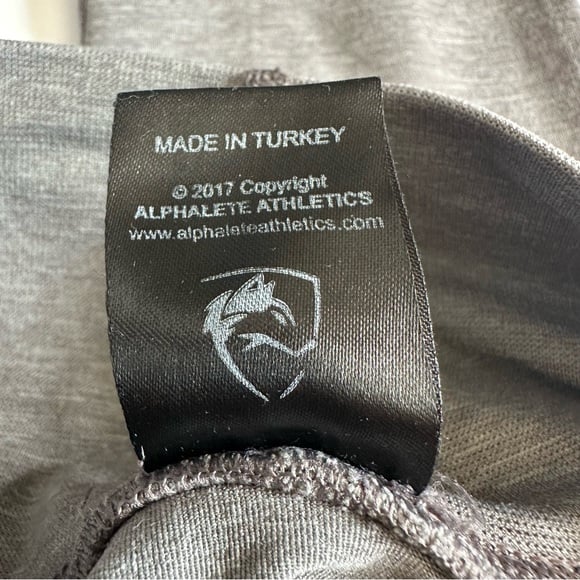 MADE IN TURKEY
© 2017 Copyright
ALPHALETE ATHLETICS
www.alphaleteathletics.com